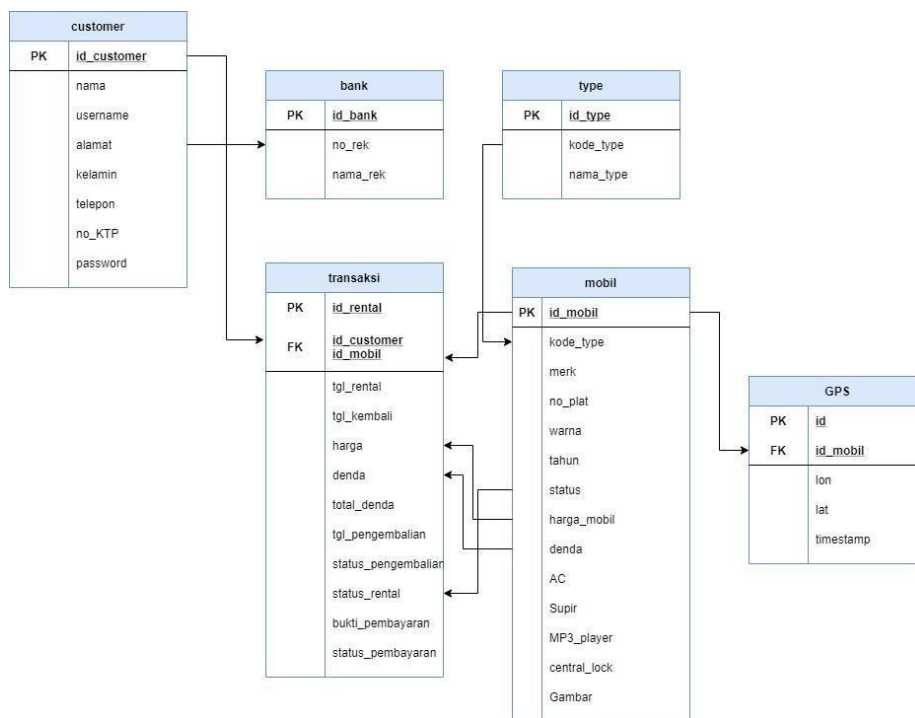 customer
PK id_customer
nama
username
alamat
kelamin
telepon
no_KTP
password
bank
PK id_bank
no_rek
nama_rek
type
PK id_type
kode_type
nama_type
transaksi
PK id_rental
FK id_customer
id_mobil
tgl_rental
tgl_kembali
harga
denda
total_denda
tgl_pengembalian
status_pengembalian
status_rental
bukti_pembayaran
status_pembayaran
mobil
PK id_mobil
kode_type
merk
no_plat
warna
tahun
status
harga_mobil
denda
AC
Supir
MP3_player
central_lock
Gambar
GPS
PK id
FK id_mobil
lon
lat
timestamp